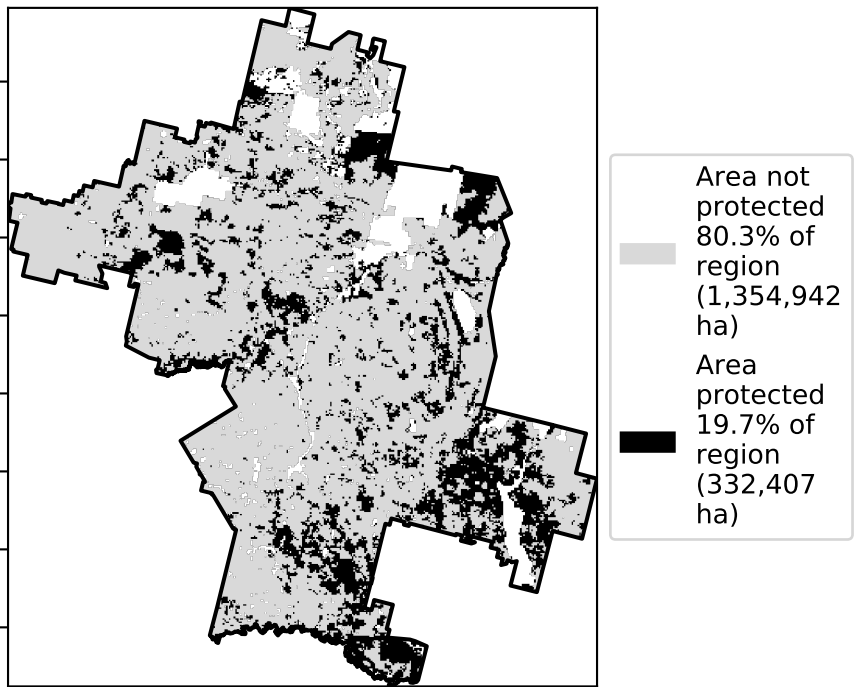 Area not
protected
80.3% of
region
(1,354,942
ha)
Area
protected
19.7% of
region
(332,407
ha)